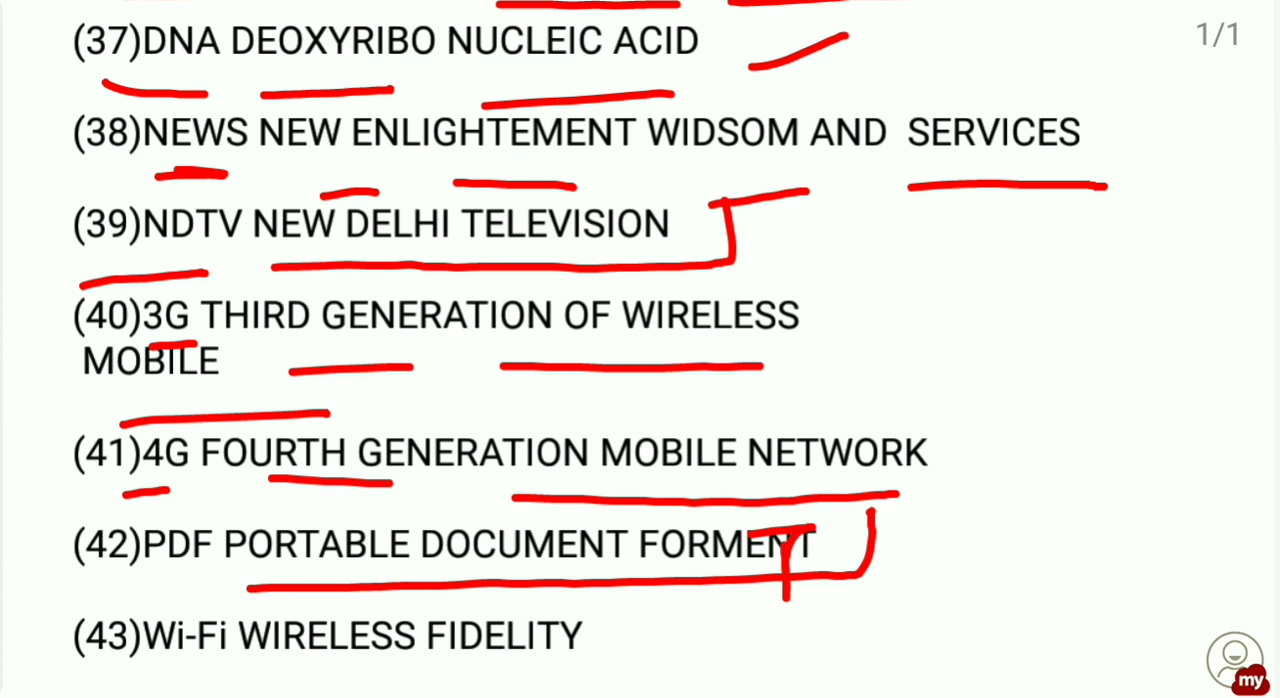 (37)DNA DEOXYRIBO NUCLEIC ACID
1/1
(38)NEWS NEW ENLIGHTEMENT WIDSOM AND SERVICES
(39)NDTV NEW DELHI TELEVISION
(40)3G THIRD GENERATION OF WIRELESS
MOBILE
(41)4G FOURTH GENERATION MOBILE NETWORK
(42)PDF PORTABLE DOCUMENT FORMENT
(43)Wi-Fi WIRELESS FIDELITY
my